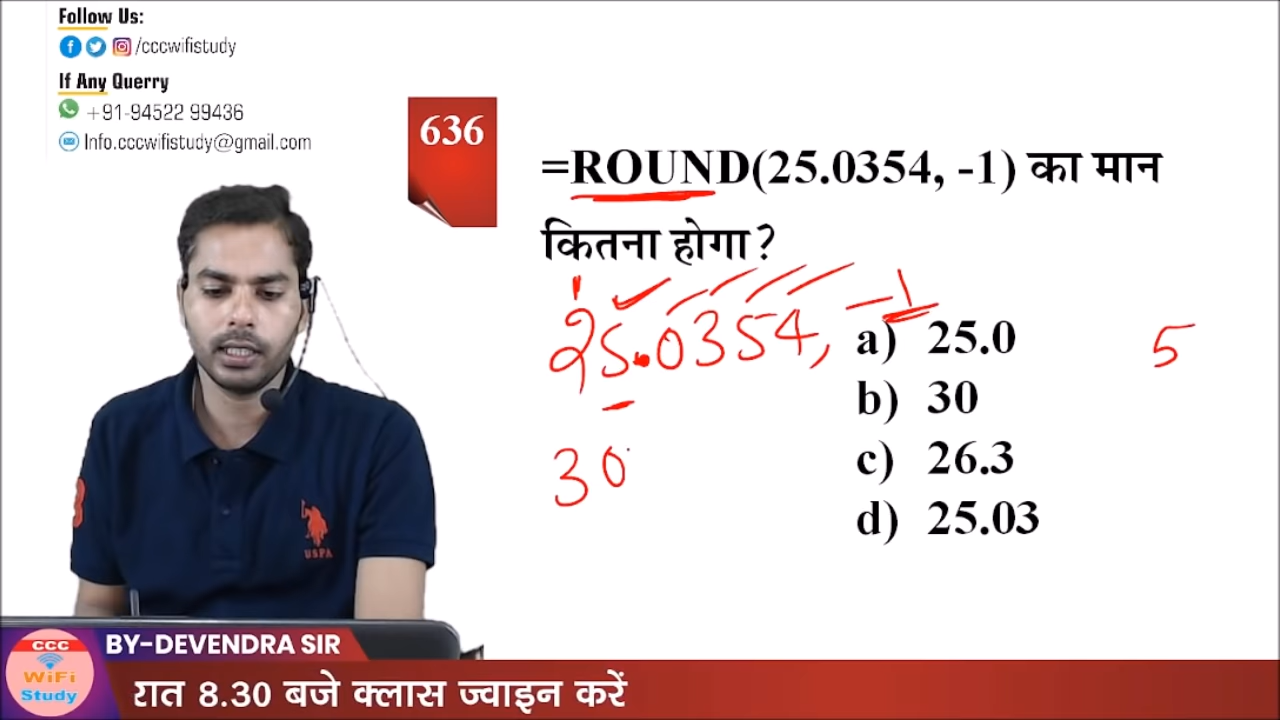 Follow Us:
/cccwifistudy
If Any Querry
+91-94522 99436
Info.cccwifistudy@gmail.com
636
=ROUND(25.0354, -1) का मान
कितना होगा?
25.0354, -1
a) 25.0
b) 30
c) 26.3
d) 25.03
5
30
3
USPA
CCC
WiFi
Study
BY-DEVENDRA SIR
रात 8.30 बजे क्लास ज्वाइन करें